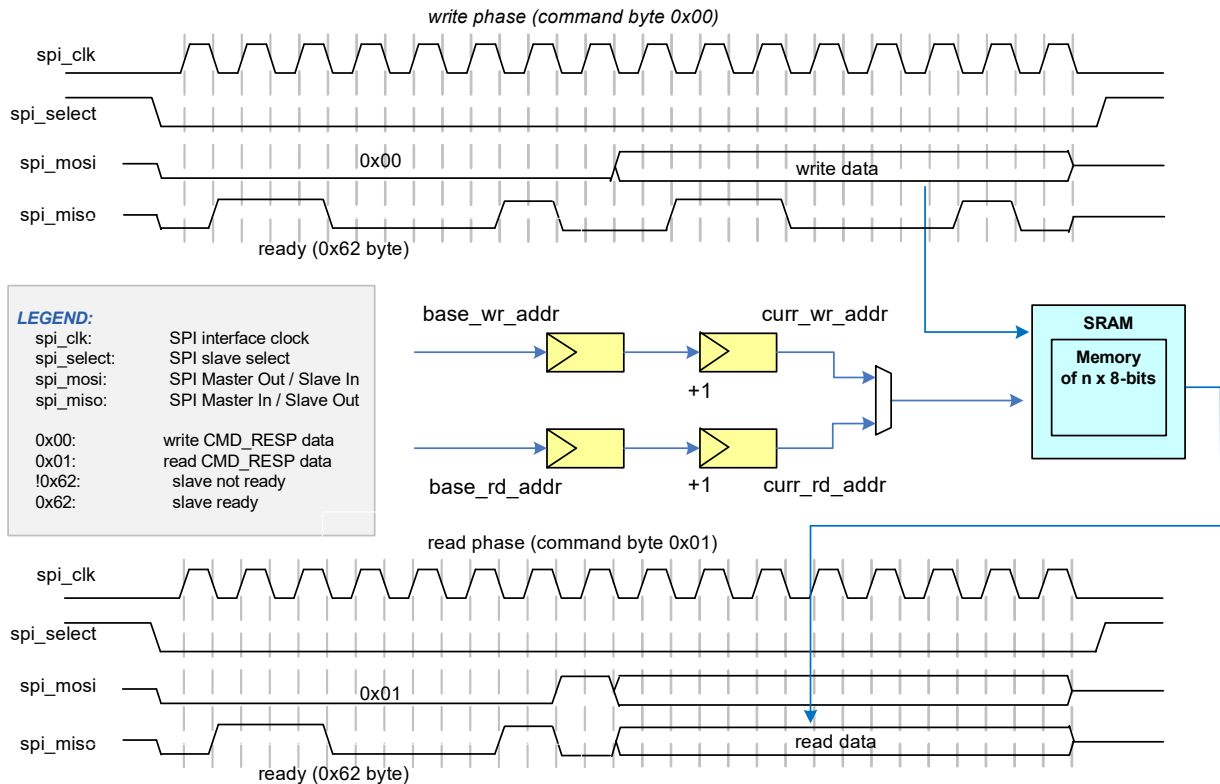 write phase (command byte 0x00)
spi_clk
spi_select
spi_mosi
0x00
write data
spi_miso
ready (0x62 byte)
LEGEND:
spi_clk: SPI interface clock
spi_select: SPI slave select
spi_mosi: SPI Master Out / Slave In
spi_miso: SPI Master In / Slave Out
0x00: write CMD_RESP data
0x01: read CMD_RESP data
!0x62: slave not ready
0x62: slave ready
base_wr_addr
curr_wr_addr
+1
SRAM
Memory
of n x 8-bits
base_rd_addr
+1
curr_rd_addr
read phase (command byte 0x01)
spi_clk
spi_select
spi_mosi
0x01
spi_miso
read data
ready (0x62 byte)